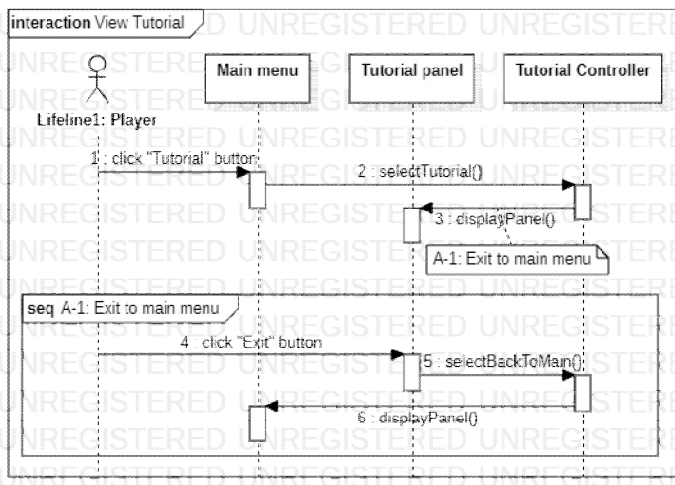 interaction View Tutorial
Main menu
Tutorial panel
Tutorial Controller
Lifeline1: Player
1 : click "Tutorial" button
2 : selectTutorial()
3 : displayPanel()
A-1: Exit to main menu
seq A-1: Exit to main menu
4 : click "Exit" button
5 : selectBackToMain()
6 : displayPanel()
UNREGISTERED